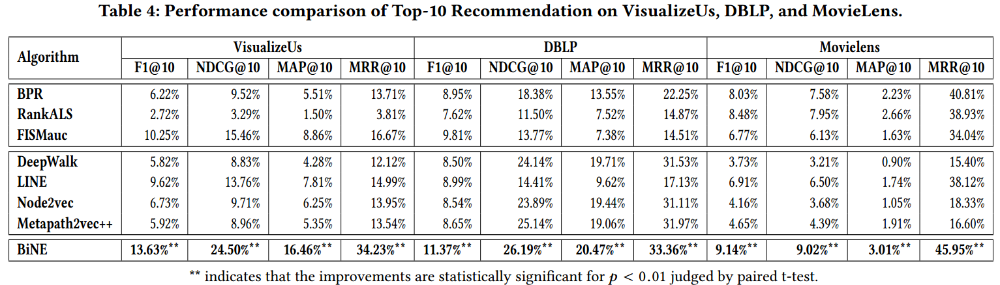 Table 4: Performance comparison of Top-10 Recommendation on VisualizeUs, DBLP, and MovieLens.
Algorithm VisualizeUs DBLP Movielens
F1@10 NDCG@10 MAP@10 MRR@10 F1@10 NDCG@10 MAP@10 MRR@10 F1@10 NDCG@10 MAP@10 MRR@10
BPR 6.22% 9.52% 5.51% 13.71% 8.95% 18.38% 13.55% 22.25% 8.03% 7.58% 2.23% 40.81%
RankALS 2.72% 3.29% 1.50% 3.81% 7.62% 11.50% 7.52% 14.87% 8.48% 7.95% 2.66% 38.93%
FISMauc 10.25% 15.46% 8.86% 16.67% 9.81% 13.77% 7.38% 14.51% 6.77% 6.13% 1.63% 34.04%
DeepWalk 5.82% 8.83% 4.28% 12.12% 8.50% 24.14% 19.71% 31.53% 3.73% 3.21% 0.90% 15.40%
LINE 9.62% 13.76% 7.81% 14.99% 8.99% 14.41% 9.62% 17.13% 6.91% 6.50% 1.74% 38.12%
Node2vec 6.73% 9.71% 6.25% 13.95% 8.54% 23.89% 19.44% 31.11% 4.16% 3.68% 1.05% 18.33%
Metapath2vec++ 5.92% 8.96% 5.35% 13.54% 8.65% 25.14% 19.06% 31.97% 4.65% 4.39% 1.91% 16.60%
BiNE 13.63%** 24.50%** 16.46%** 34.23%** 11.37%** 26.19%** 20.47%** 33.36%** 9.14%** 9.02%** 3.01%** 45.95%**
** indicates that the improvements are statistically significant for p < 0.01 judged by paired t-test.